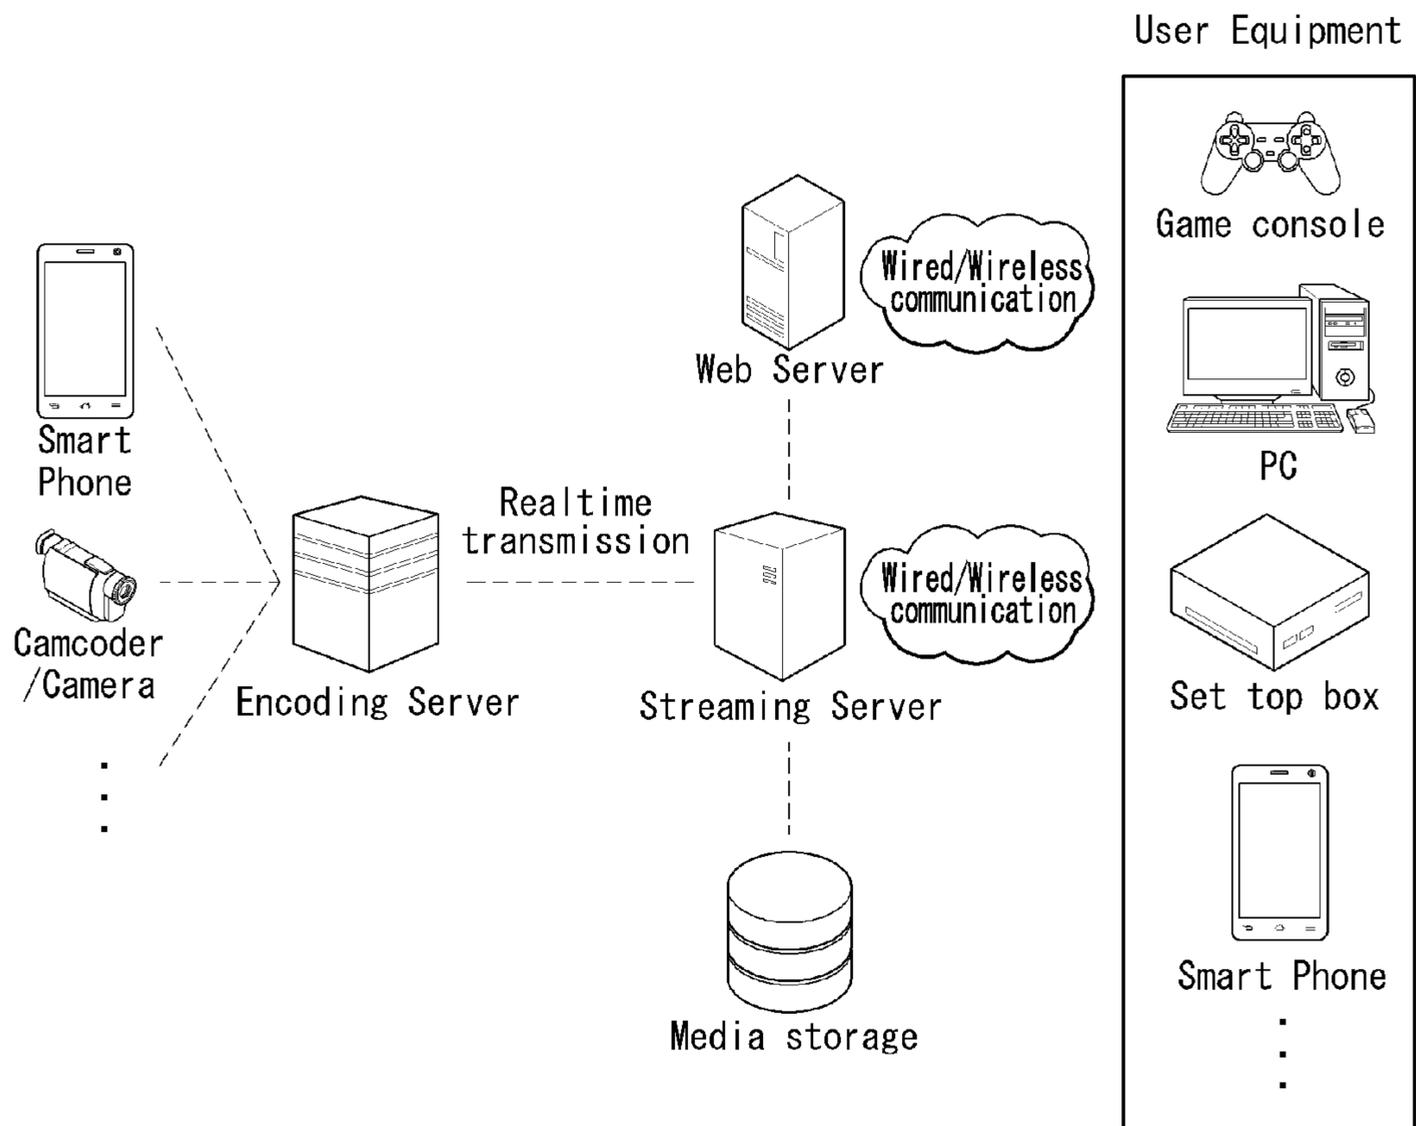 User Equipment
Game console
Wired/Wireless
communication
Web Server
Smart
Phone
PC
Realtime
transmission
Wired/Wireless
communication
Camcoder
/Camera
Encoding Server
Streaming Server
Set top box
Smart Phone
Media storage